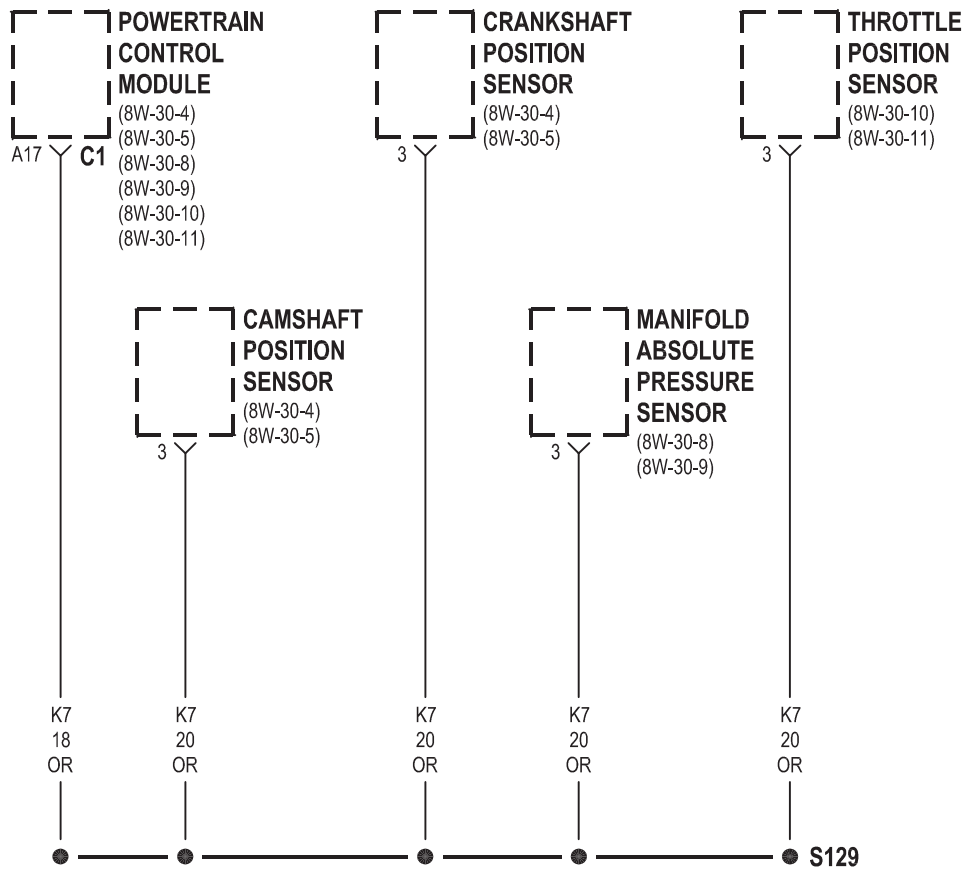 POWERTRAIN
CONTROL
MODULE
(8W-30-4)
(8W-30-5)
(8W-30-8)
(8W-30-9)
(8W-30-10)
(8W-30-11)
A17
C1
CRANKSHAFT
POSITION
SENSOR
(8W-30-4)
(8W-30-5)
3
THROTTLE
POSITION
SENSOR
(8W-30-10)
(8W-30-11)
3
CAMSHAFT
POSITION
SENSOR
(8W-30-4)
(8W-30-5)
3
MANIFOLD
ABSOLUTE
PRESSURE
SENSOR
(8W-30-8)
(8W-30-9)
3
K7
18
OR
K7
20
OR
K7
20
OR
K7
20
OR
K7
20
OR
S129